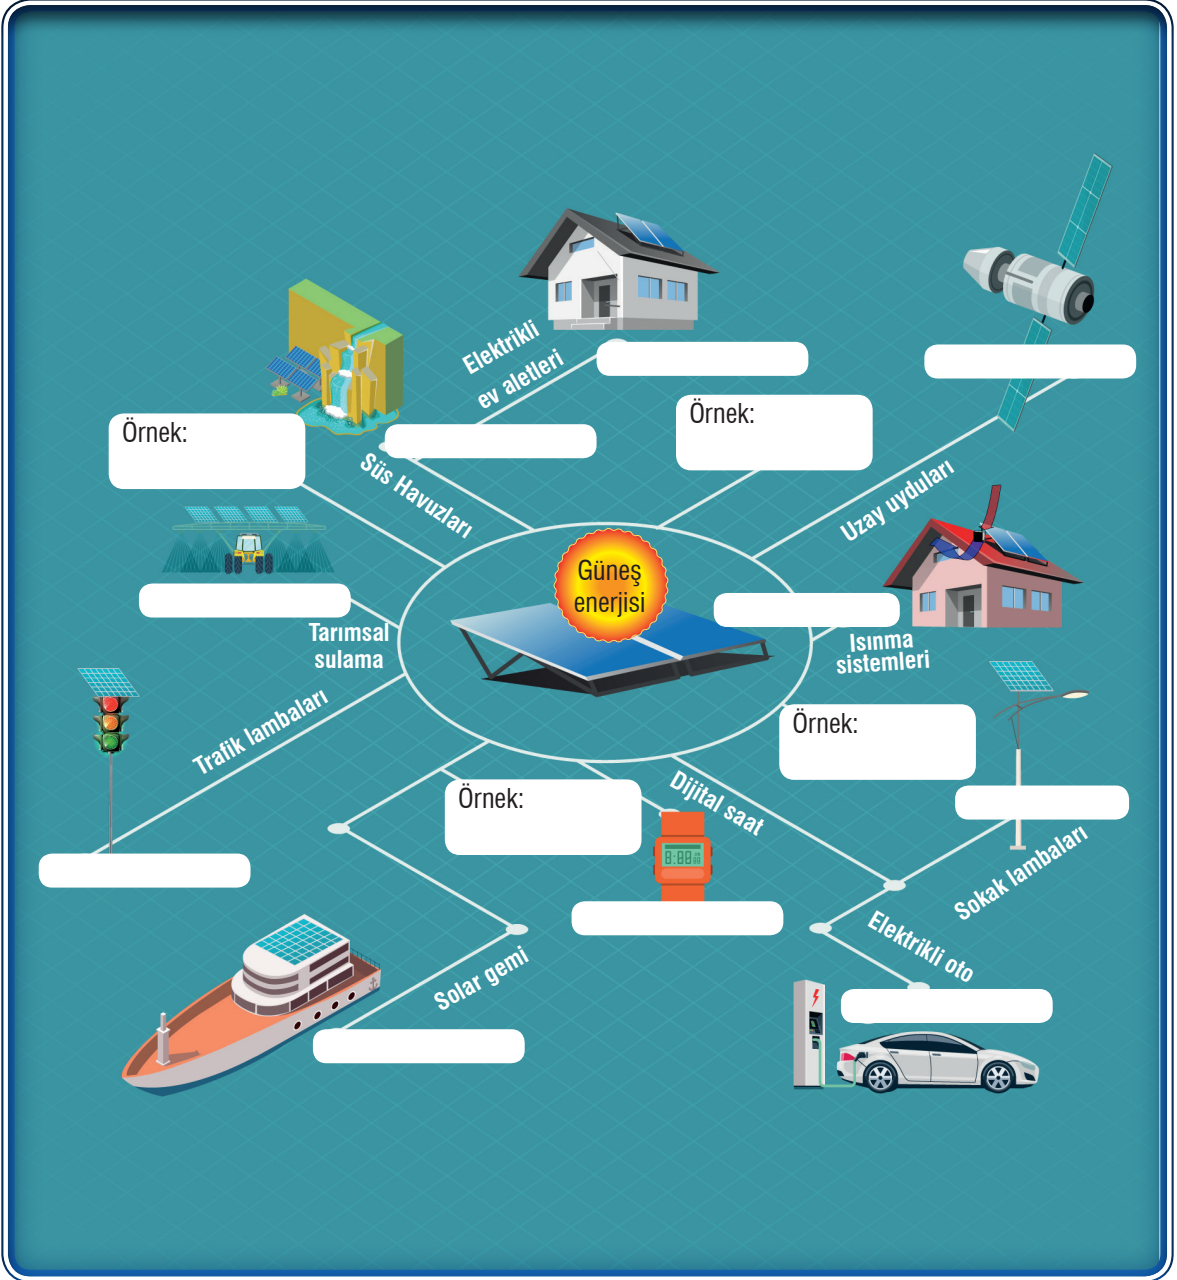 Elektrikli
ev aletleri
Örnek:
Örnek:
Süs Havuzları
Uzay uyduları
Güneş
enerjisi
Tarımsal
sulama
Isınma
sistemleri
Trafik lambaları
Örnek:
Örnek:
Dijital saat
8:88
Sokak lambaları
Elektrikli oto
Solar gemi